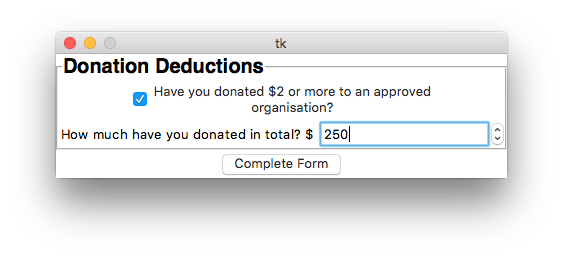 tk
Donation Deductions
Have you donated $2 or more to an approved
organisation?
How much have you donated in total? $ 250
Complete Form